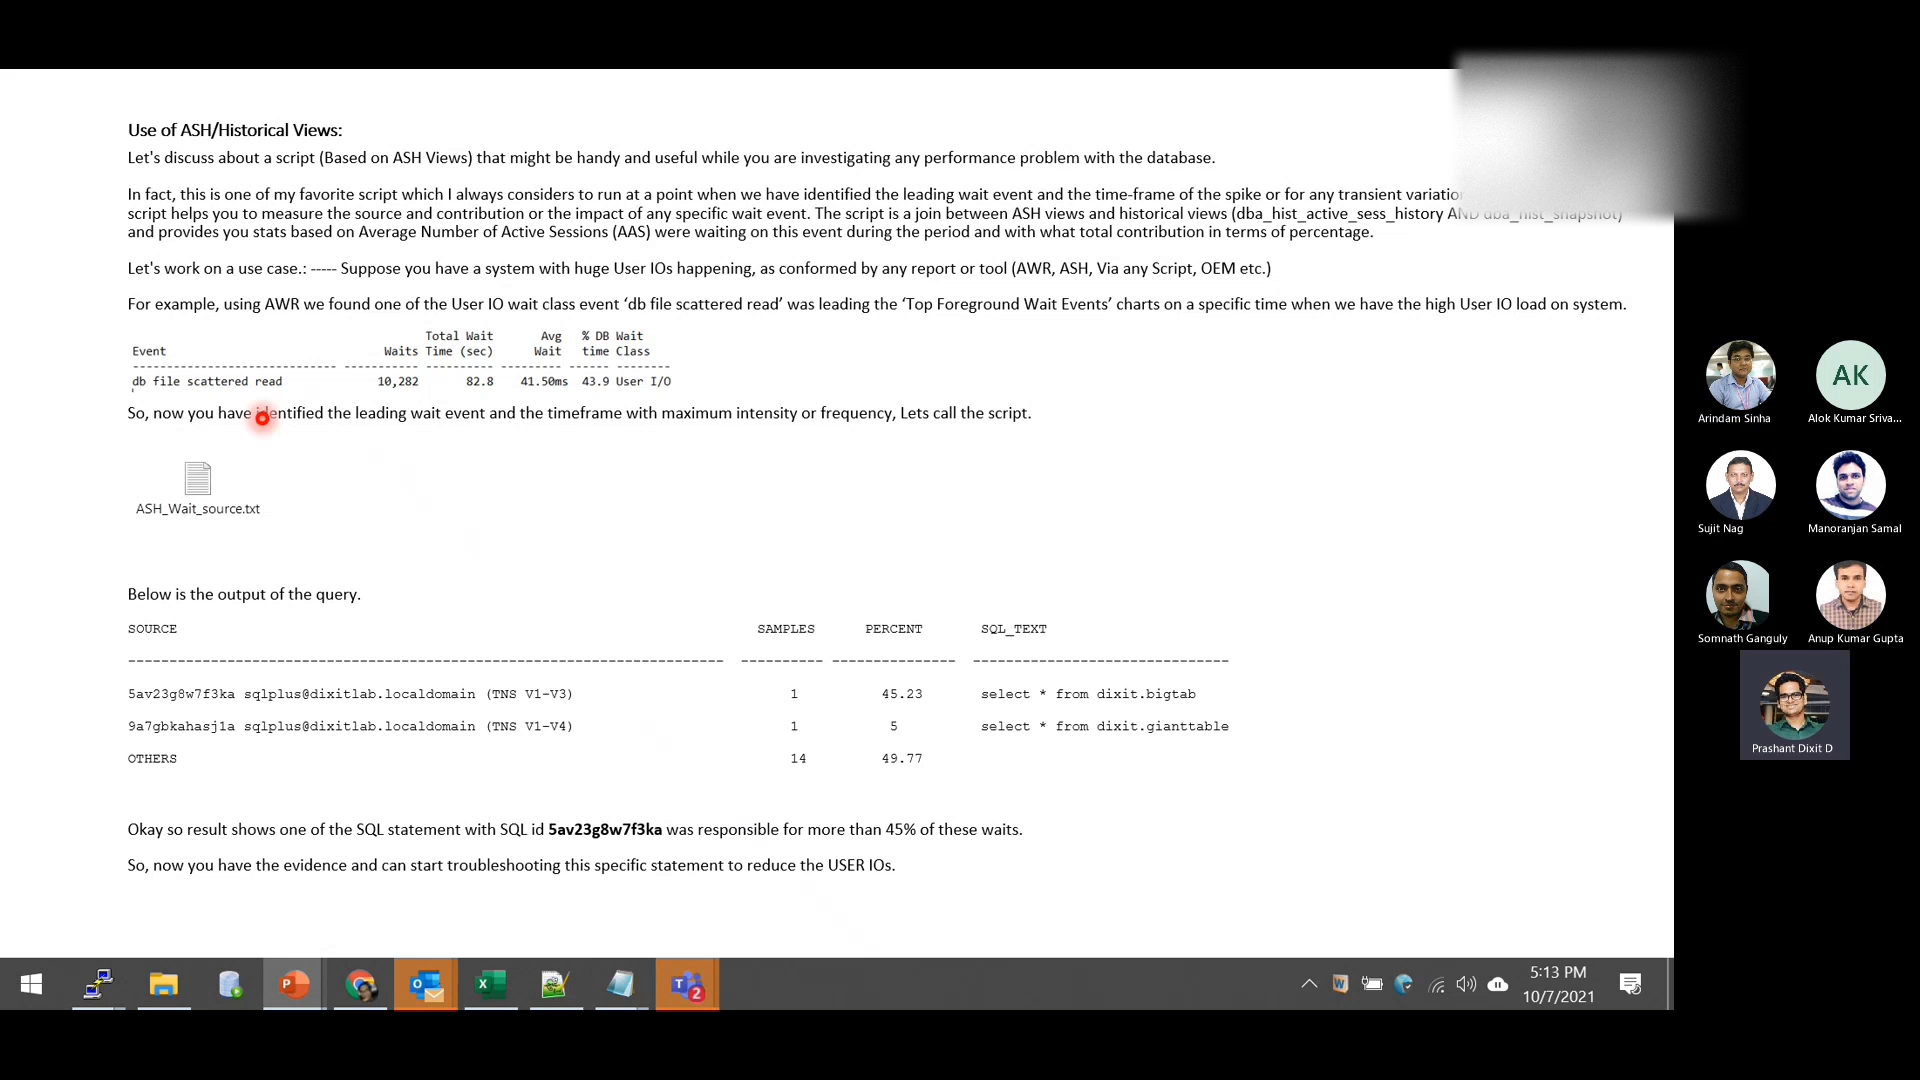 Use of ASH/Historical Views:
Let's discuss about a script (Based on ASH Views) that might be handy and useful while you are investigating any performance problem with the database.
In fact, this is one of my favorite script which I always considers to run at a point when we have identified the leading wait event and the time-frame of the spike or for any transient
script helps you to measure the source and contribution or the impact of any specific wait event. The script is a join between ASH views and historical views (dba_hist_active_sess_history AND dba_hist_snapshot)
and provides you stats based on Average Number of Active Sessions (AAS) were waiting on this event during the period and with what total contribution in terms of percentage.
Let's work on a use case.: ----- Suppose you have a system with huge User IOs happening, as conformed by any report or tool (AWR, ASH, Via any Script, OEM etc.)
For example, using AWR we found one of the User IO wait class event ‘db file scattered read’ was leading the ‘Top Foreground Wait Events’ charts on a specific time when we have the high User IO load on system.
Total Wait Avg % DB Wait
Event Waits Time (sec) Wait time Class
------------------------------ ---------- ---------- --------- ------ --------
db file scattered read 10,282 82.8 41.50ms 43.9 User I/O
So, now you have identified the leading wait event and the timeframe with maximum intensity or frequency, Lets call the script.
ASH_Wait_source.txt
Below is the output of the query.
SOURCE SAMPLES PERCENT SQL_TEXT
------------------------------------------------------------------------ ---------- --------------- -------------------------------
5av23g8w7f3ka sqlplus@dixitlab.localdomain (TNS V1-V3) 1 45.23 select * from dixit.bigtab
9a7gbkahasj1a sqlplus@dixitlab.localdomain (TNS V1-V4) 1 5 select * from dixit.gianttable
OTHERS 14 49.77
Okay so result shows one of the SQL statement with SQL id 5av23g8w7f3ka was responsible for more than 45% of these waits.
So, now you have the evidence and can start troubleshooting this specific statement to reduce the USER IOs.
AK
Arindam Sinha
Alok Kumar Sriva...
Sujit Nag
Manoranjan Samal
Somnath Ganguly
Anup Kumar Gupta
Prashant Dixit D
2
5:13 PM
10/7/2021